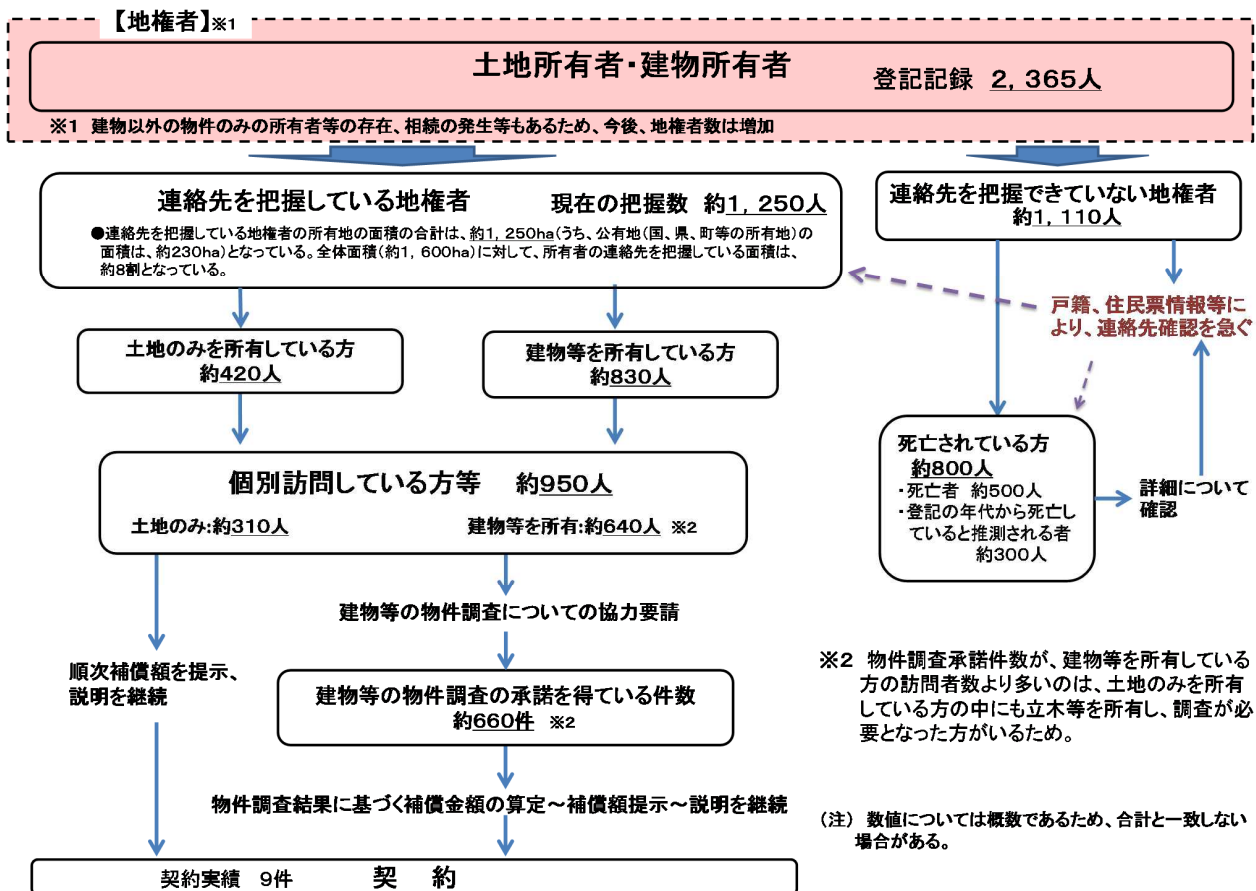 【地権者】※1
土地所有者・建物所有者 登記記録 2,365人
※1 建物以外の物件のみの所有者等の存在、相続の発生等もあるため、今後、地権者数は増加
連絡先を把握している地権者 現在の把握数 約1,250人
●連絡先を把握している地権者の所有地の面積の合計は、約1,250ha(うち、公有地(国、県、町等の所有地)の
面積は、約230ha)となっている。全体面積(約1,600ha)に対して、所有者の連絡先を把握している面積は、
約8割となっている。
連絡先を把握できていない地権者
約1,110人
戸籍、住民票情報等に
より、連絡先確認を急ぐ
土地のみを所有している方
約420人
建物等を所有している方
約830人
死亡されている方
約800人
・死亡者 約500人
・登記の年代から死亡し
ていると推測される者
約300人
詳細について
確認
個別訪問している方等 約950人
土地のみ:約310人 建物等を所有:約640人 ※2
建物等の物件調査についての協力要請
順次補償額を提示、
説明を継続
建物等の物件調査の承諾を得ている件数
約660件 ※2
※2 物件調査承諾件数が、建物等を所有している
方の訪問者数より多いのは、土地のみを所有
している方の中にも立木等を所有し、調査が必
要となった方がいるため。
物件調査結果に基づく補償金額の算定~補償額提示~説明を継続
(注) 数値については概数であるため、合計と一致しない
場合がある。
契約実績 9件 契 約